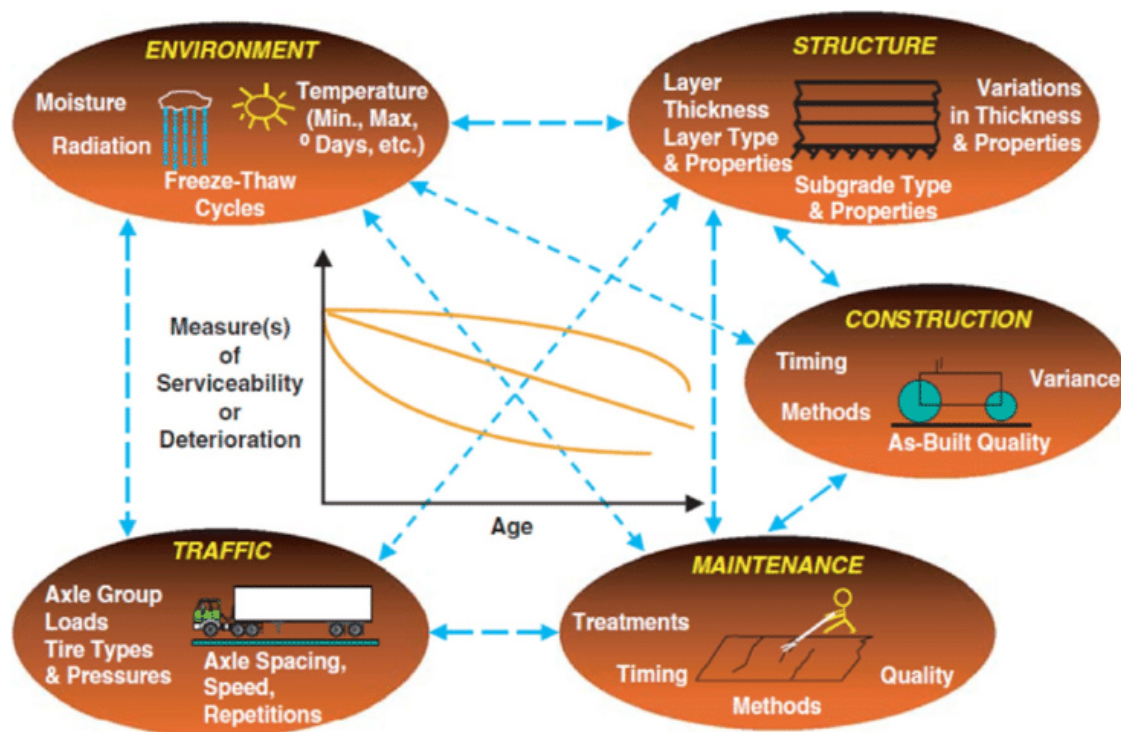 ENVIRONMENT
Moisture
Radiation
Temperature
(Min., Max,
º Days, etc.)
Freeze-Thaw
Cycles
STRUCTURE
Layer
Thickness
Layer Type
& Properties
Variations
in Thickness
& Properties
Subgrade Type
& Properties
Measure(s)
of
Serviceability
or
Deterioration
Age
CONSTRUCTION
Timing
Methods
Variance
As-Built Quality
TRAFFIC
Axle Group
Loads
Tire Types
& Pressures
Axle Spacing,
Speed,
Repetitions
MAINTENANCE
Treatments
Timing
Methods
Quality